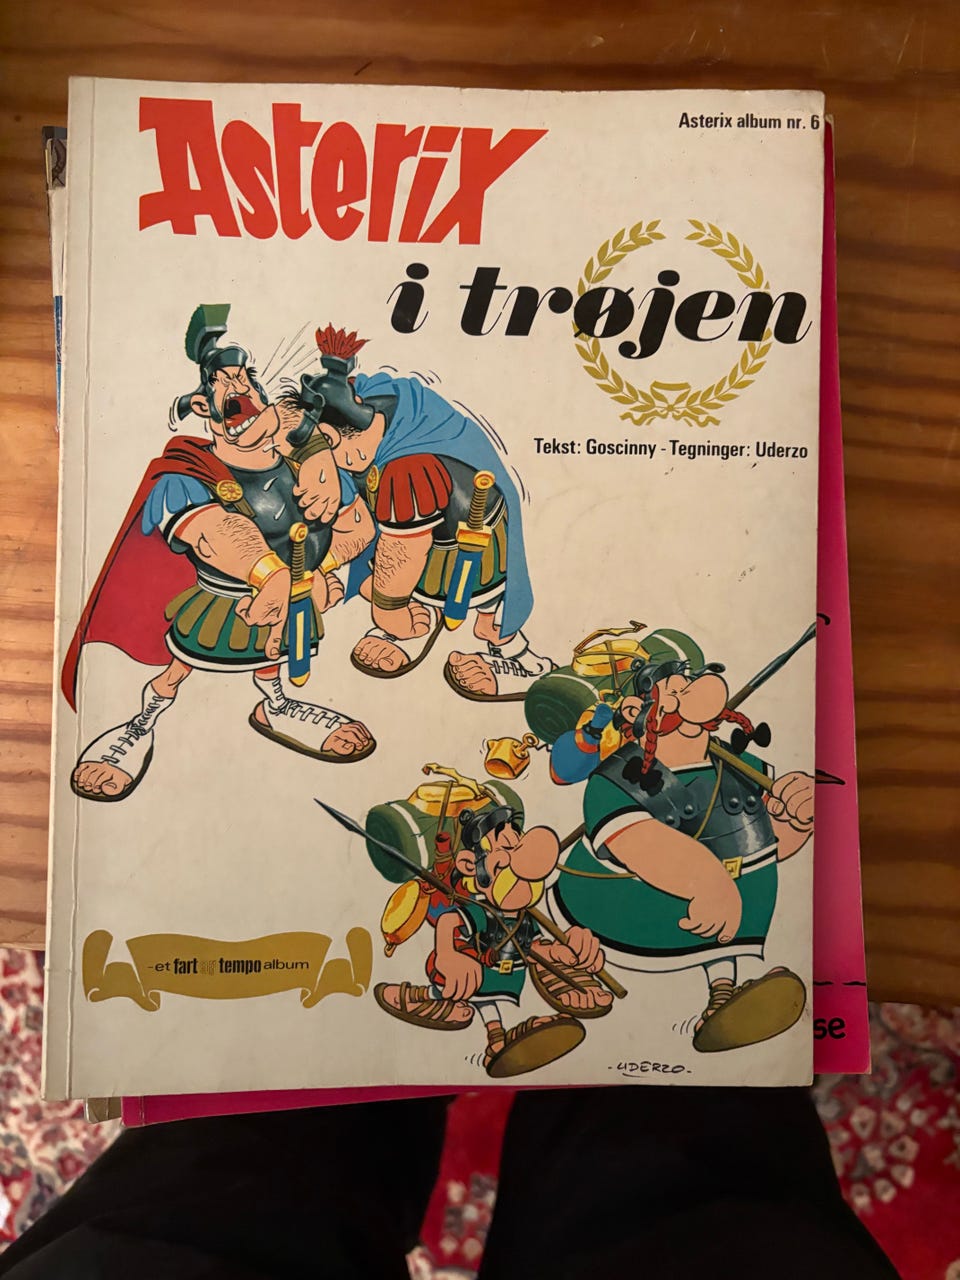 Asterix album nr. 6
Asterix
i trøjen
Tekst: Goscinny - Tegninger: Uderzo
- et fart og tempo album
- UDERZO -
se